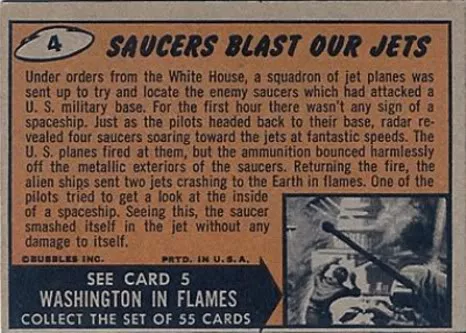 4
SAUCERS BLAST OUR JETS
Under orders from the White House, a squadron of jet planes was
sent up to try and locate the enemy saucers which had attacked a
U. S. military base. For the first hour there wasn't any sign of a
spaceship. Just as the pilots headed back to their base, radar re-
vealed four saucers soaring toward the jets at fantastic speeds. The
U. S. planes fired at them, but the ammunition bounced harmlessly
off the metallic exteriors of the saucers. Returning the fire, the
alien ships sent two jets crashing to the Earth in flames. One of the
pilots tried to get a look at the inside
of a spaceship. Seeing this, the saucer
smashed itself in the jet without any
damage to itself.
©BUBBLES INC. PRTD. IN U.S.A.
SEE CARD 5
WASHINGTON IN FLAMES
COLLECT THE SET OF 55 CARDS